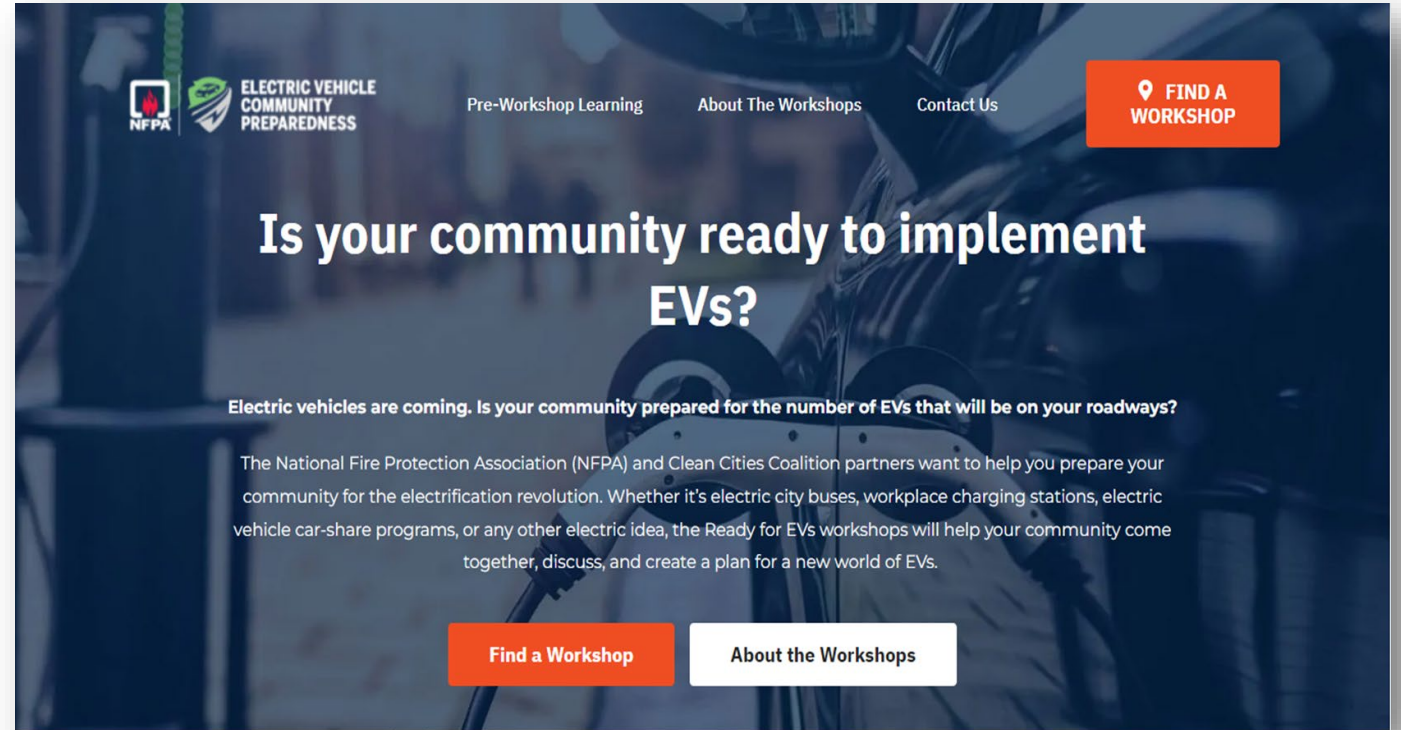 NFPA
ELECTRIC VEHICLE
COMMUNITY
PREPAREDNESS
Pre-Workshop Learning
About The Workshops
Contact Us
FIND A
WORKSHOP
Is your community ready to implement
EVs?
Electric vehicles are coming. Is your community prepared for the number of EVs that will be on your roadways?
The National Fire Protection Association (NFPA) and Clean Cities Coalition partners want to help you prepare your
community for the electrification revolution. Whether it's electric city buses, workplace charging stations, electric
vehicle car-share programs, or any other electric idea, the Ready for EVs workshops will help your community come
together, discuss, and create a plan for a new world of EVs.
Find a Workshop
About the Workshops